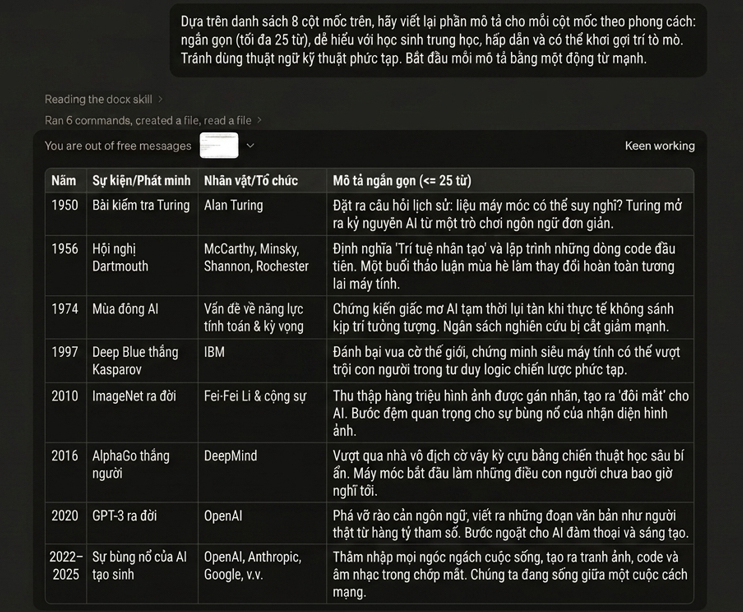 Dựa trên danh sách 8 cột mốc trên, hãy viết lại phần mô tả cho mỗi cột mốc theo phong cách:
ngắn gọn (tối đa 25 từ), dễ hiểu với học sinh trung học, hấp dẫn và có thể khơi gợi trí tò mò.
Tránh dùng thuật ngữ kỹ thuật phức tạp. Bắt đầu mỗi mô tả bằng một động từ mạnh.
Reading the docx skill >
Ran 6 commands, created a file, read a file >
You are out of free messages
Keen working
Năm Sự kiện/Phát minh Nhân vật/Tổ chức Mô tả ngắn gọn (<= 25 từ)
1950 Bài kiểm tra Turing Alan Turing Đặt ra câu hỏi lịch sử: liệu máy móc có thể suy nghĩ? Turing mở
ra kỷ nguyên AI từ một trò chơi ngôn ngữ đơn giản.
1956 Hội nghị McCarthy, Minsky, Định nghĩa 'Trí tuệ nhân tạo' và lập trình những dòng code đầu
Dartmouth Shannon, Rochester tiên. Một buổi thảo luận mùa hè làm thay đổi hoàn toàn tương
lai máy tính.
1974 Mùa đông AI Vấn đề về năng lực Chứng kiến giấc mơ AI tạm thời lụi tàn khi thực tế không sánh
tính toán & kỳ vọng kịp trí tưởng tượng. Ngân sách nghiên cứu bị cắt giảm mạnh.
1997 Deep Blue thắng IBM Đánh bại vua cờ thế giới, chứng minh siêu máy tính có thể vượt
Kasparov trội con người trong tư duy logic chiến lược phức tạp.
2010 ImageNet ra đời Fei-Fei Li & cộng sự Thu thập hàng triệu hình ảnh được gán nhãn, tạo ra 'đôi mắt' cho
AI. Bước đệm quan trọng cho sự bùng nổ của nhận diện hình
ảnh.
2016 AlphaGo thắng DeepMind Vượt qua nhà vô địch cờ vây kỳ cựu bằng chiến thuật học sâu bí
người ẩn. Máy móc bắt đầu làm những điều con người chưa bao giờ
nghĩ tới.
2020 GPT-3 ra đời OpenAI Phá vỡ rào cản ngôn ngữ, viết ra những đoạn văn bản như người
thật từ hàng tỷ tham số. Bước ngoặt cho AI đàm thoại và sáng tạo.
2022– Sự bùng nổ của AI OpenAI, Anthropic, Thâm nhập mọi ngóc ngách cuộc sống, tạo ra tranh ảnh, code và
2025 tạo sinh Google, v.v. âm nhạc trong chớp mắt. Chúng ta đang sống giữa một cuộc cách
mạng.